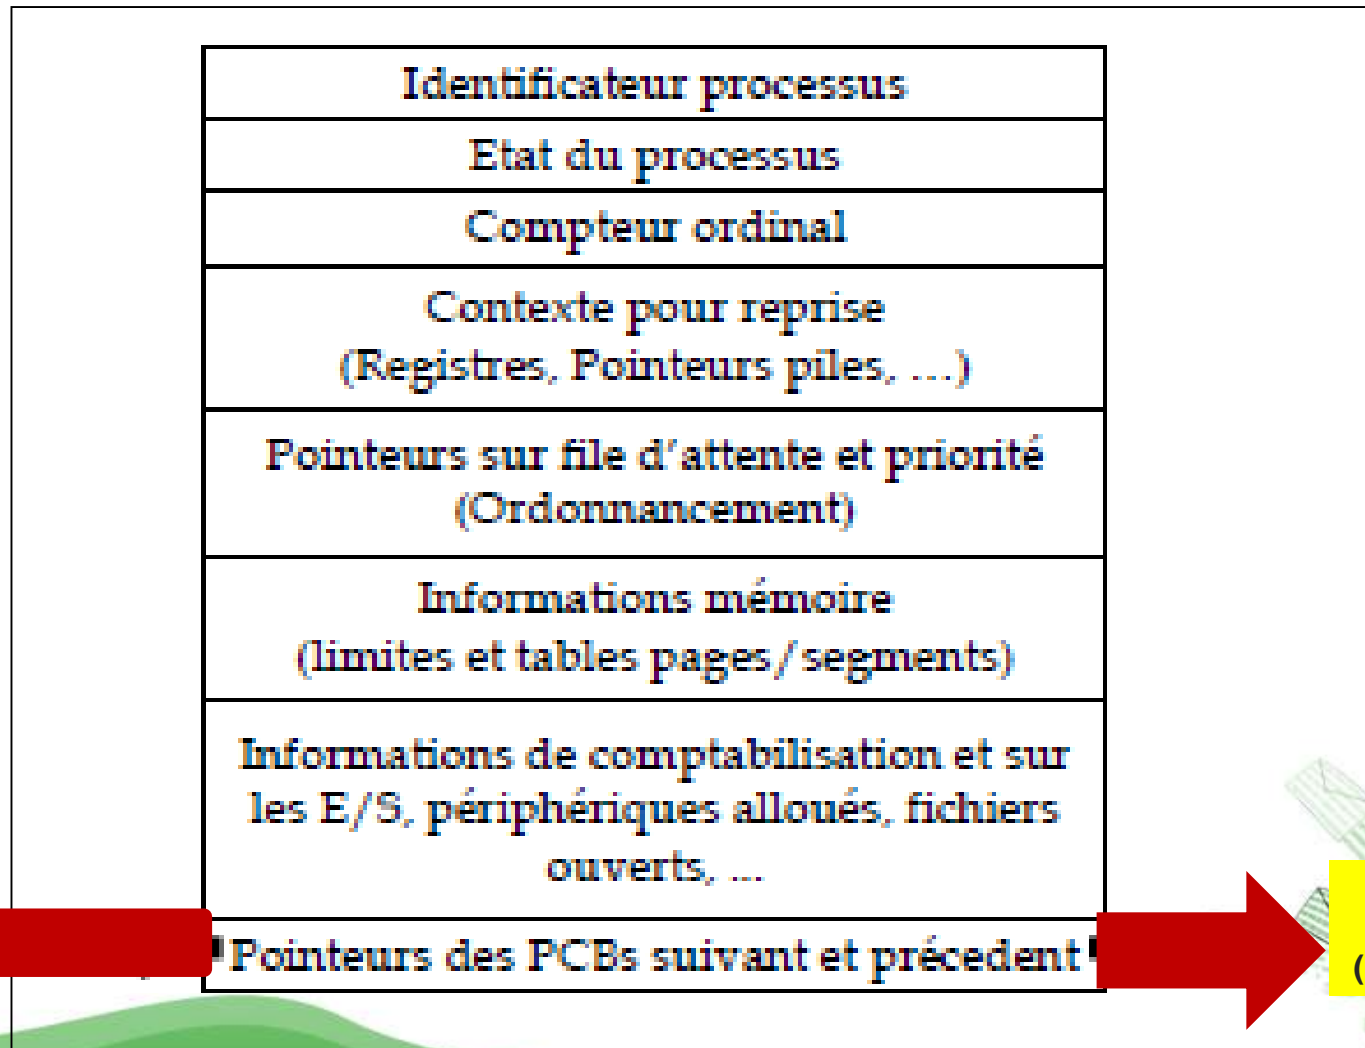 Identificateur processus
Etat du processus
Compteur ordinal
Contexte pour reprise
(Registres, Pointeurs piles, ...)
Pointeurs sur file d'attente et priorité
(Ordonnancement)
Informations mémoire
(limites et tables pages/segments)
Informations de comptabilisation et sur
les E/S, périphériques alloués, fichiers
ouverts, ...
Pointeurs des PCBs suivant et précedent
(